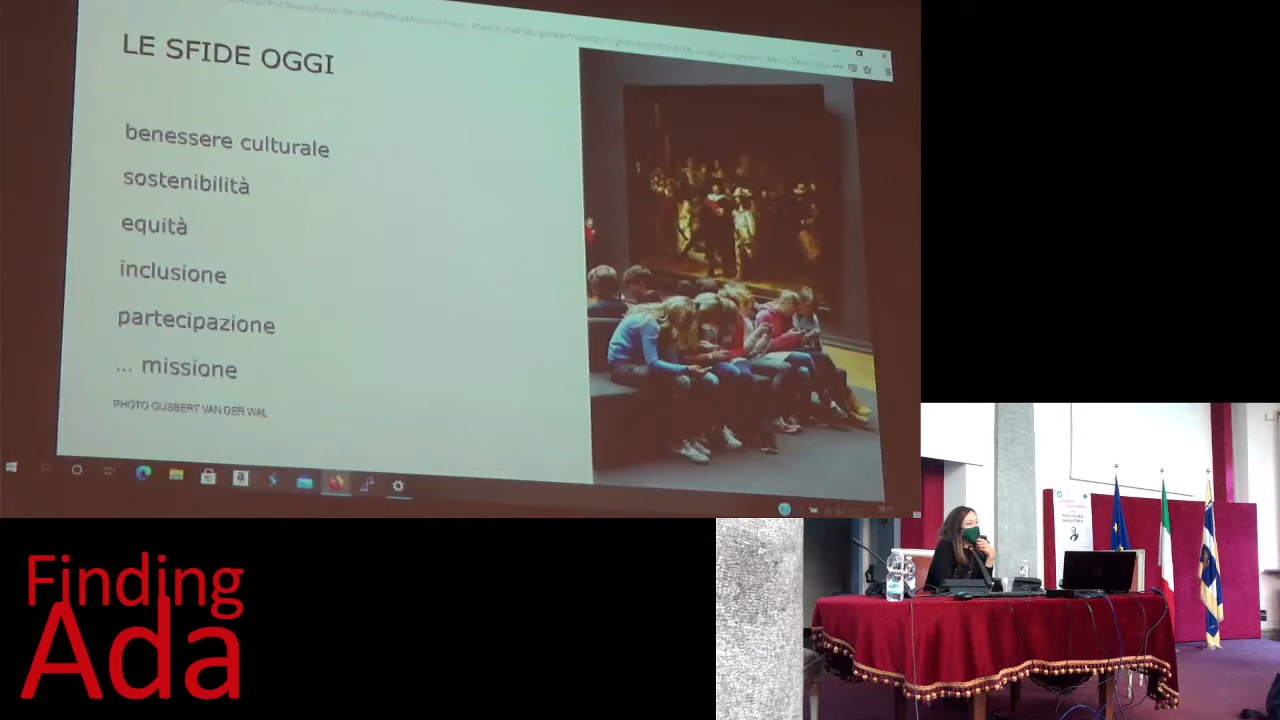 LE SFIDE OGGI
benessere culturale
sostenibilità
equità
inclusione
partecipazione
... missione
PHOTO GIJSBERT VAN DER WAL
Finding
Ada